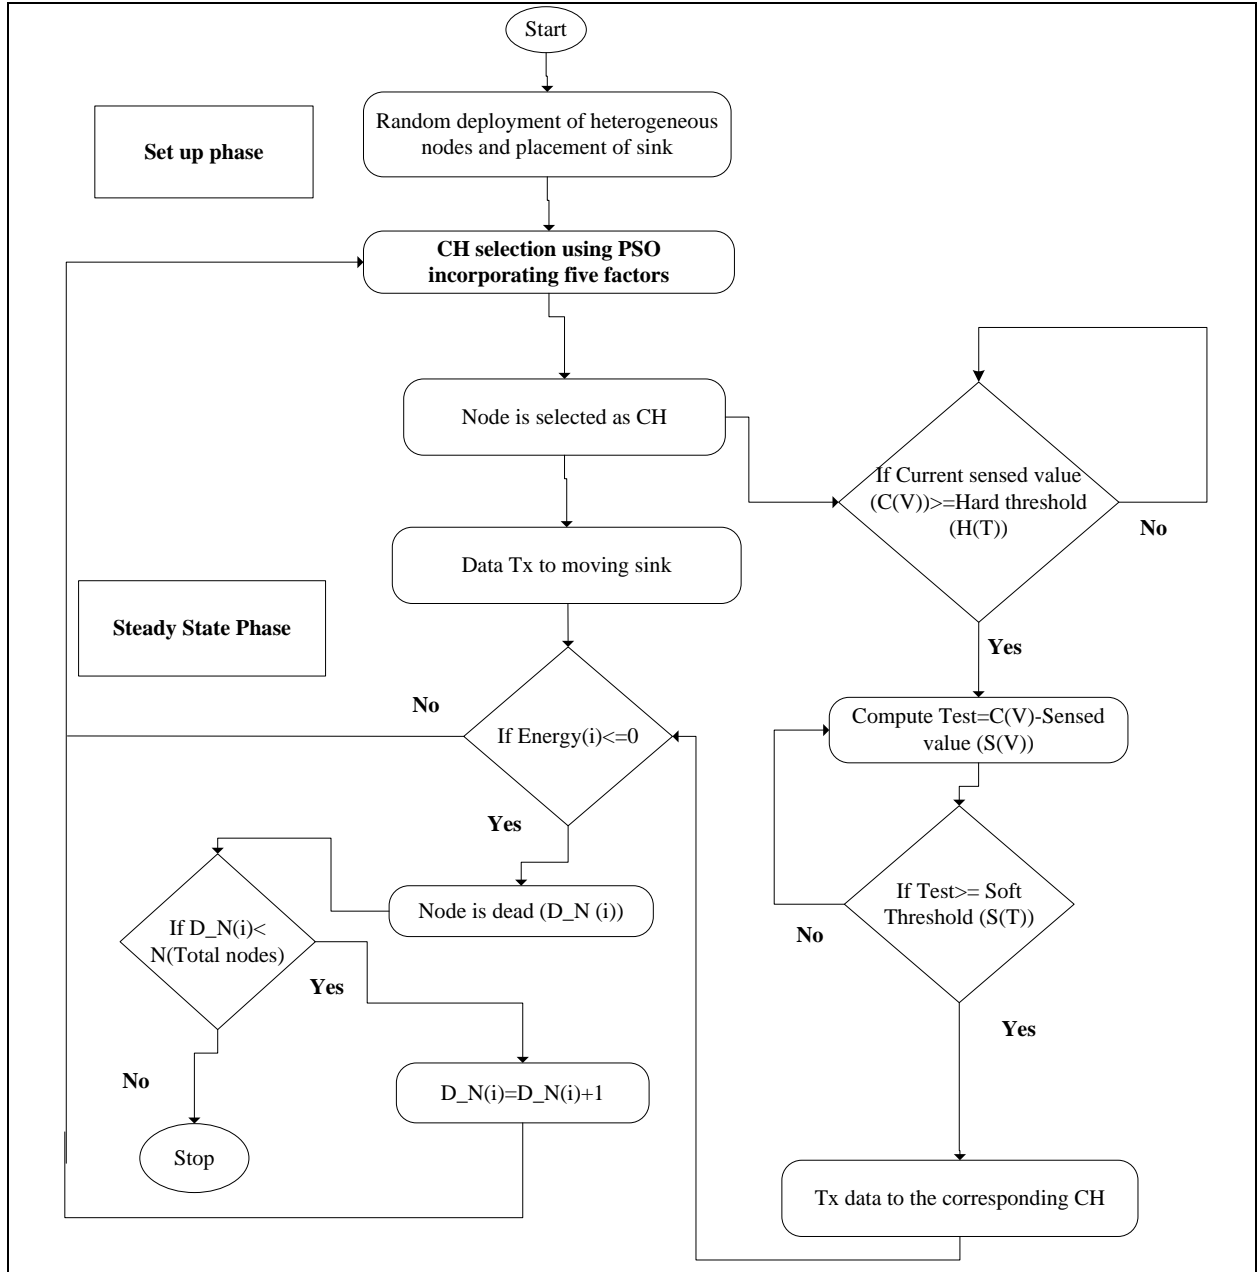 Start
Random deployment of heterogeneous
nodes and placement of sink
Set up phase
CH selection using PSO
incorporating five factors
Node is selected as CH
If Current sensed value
(C(V))>=Hard threshold
(H(T))
No
Data Tx to moving sink
Steady State Phase
Yes
No
Compute Test=C(V)-Sensed
value (S(V))
If Energy(i)<=0
Yes
If Test>= Soft
Threshold (S(T))
No
Node is dead (D_N (i))
If D_N(i)<
N(Total nodes)
Yes
Yes
No
D_N(i)=D_N(i)+1
Stop
Tx data to the corresponding CH